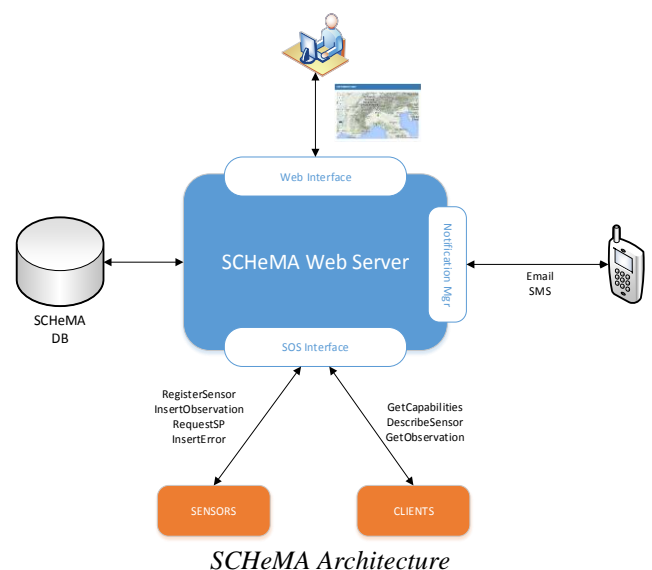 Web Interface
SCHeMA Web Server
Notification Mgr
Email
SMS
SCHeMA
DB
SOS Interface
RegisterSensor
InsertObservation
RequestSP
InsertError
GetCapabilities
DescribeSensor
GetObservation
SENSORS
CLIENTS
SCHeMA Architecture